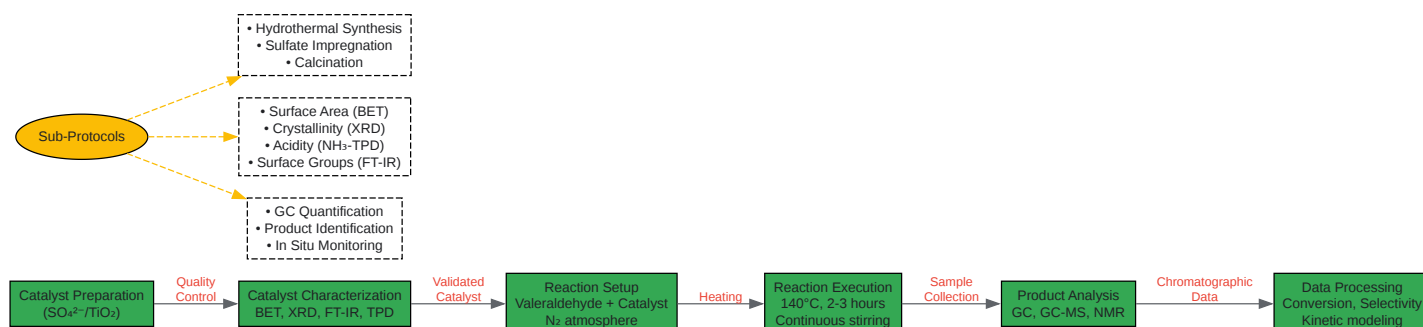 • Hydrothermal Synthesis
• Sulfate Impregnation
• Calcination
Sub-Protocols
• Surface Area (BET)
• Crystallinity (XRD)
• Acidity (NH₃-TPD)
• Surface Groups (FT-IR)
• GC Quantification
• Product Identification
• In Situ Monitoring
Catalyst Preparation
(SO₄²⁻/TiO₂)
Quality
Control
Catalyst Characterization
BET, XRD, FT-IR, TPD
Validated
Catalyst
Reaction Setup
Valeraldehyde + Catalyst
N₂ atmosphere
Heating
Reaction Execution
140°C, 2-3 hours
Continuous stirring
Sample
Collection
Product Analysis
GC, GC-MS, NMR
Chromatographic
Data
Data Processing
Conversion, Selectivity
Kinetic modeling